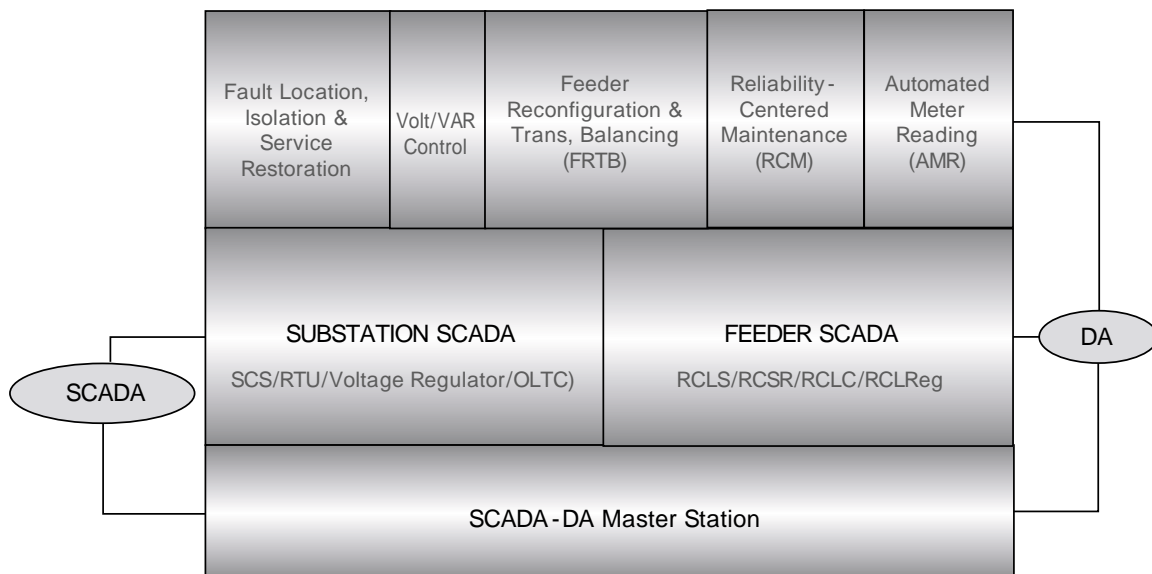 Fault Location,
Isolation &
Service
Restoration
Volt/VAR
Control
Feeder
Reconfiguration &
Trans, Balancing
(FRTB)
Reliability-
Centered
Maintenance
(RCM)
Automated
Meter
Reading
(AMR)
SUBSTATION SCADA
SCS/RTU/Voltage Regulator/OLTC)
FEEDER SCADA
RCLS/RCSR/RCLC/RCLReg
DA
SCADA
SCADA-DA Master Station